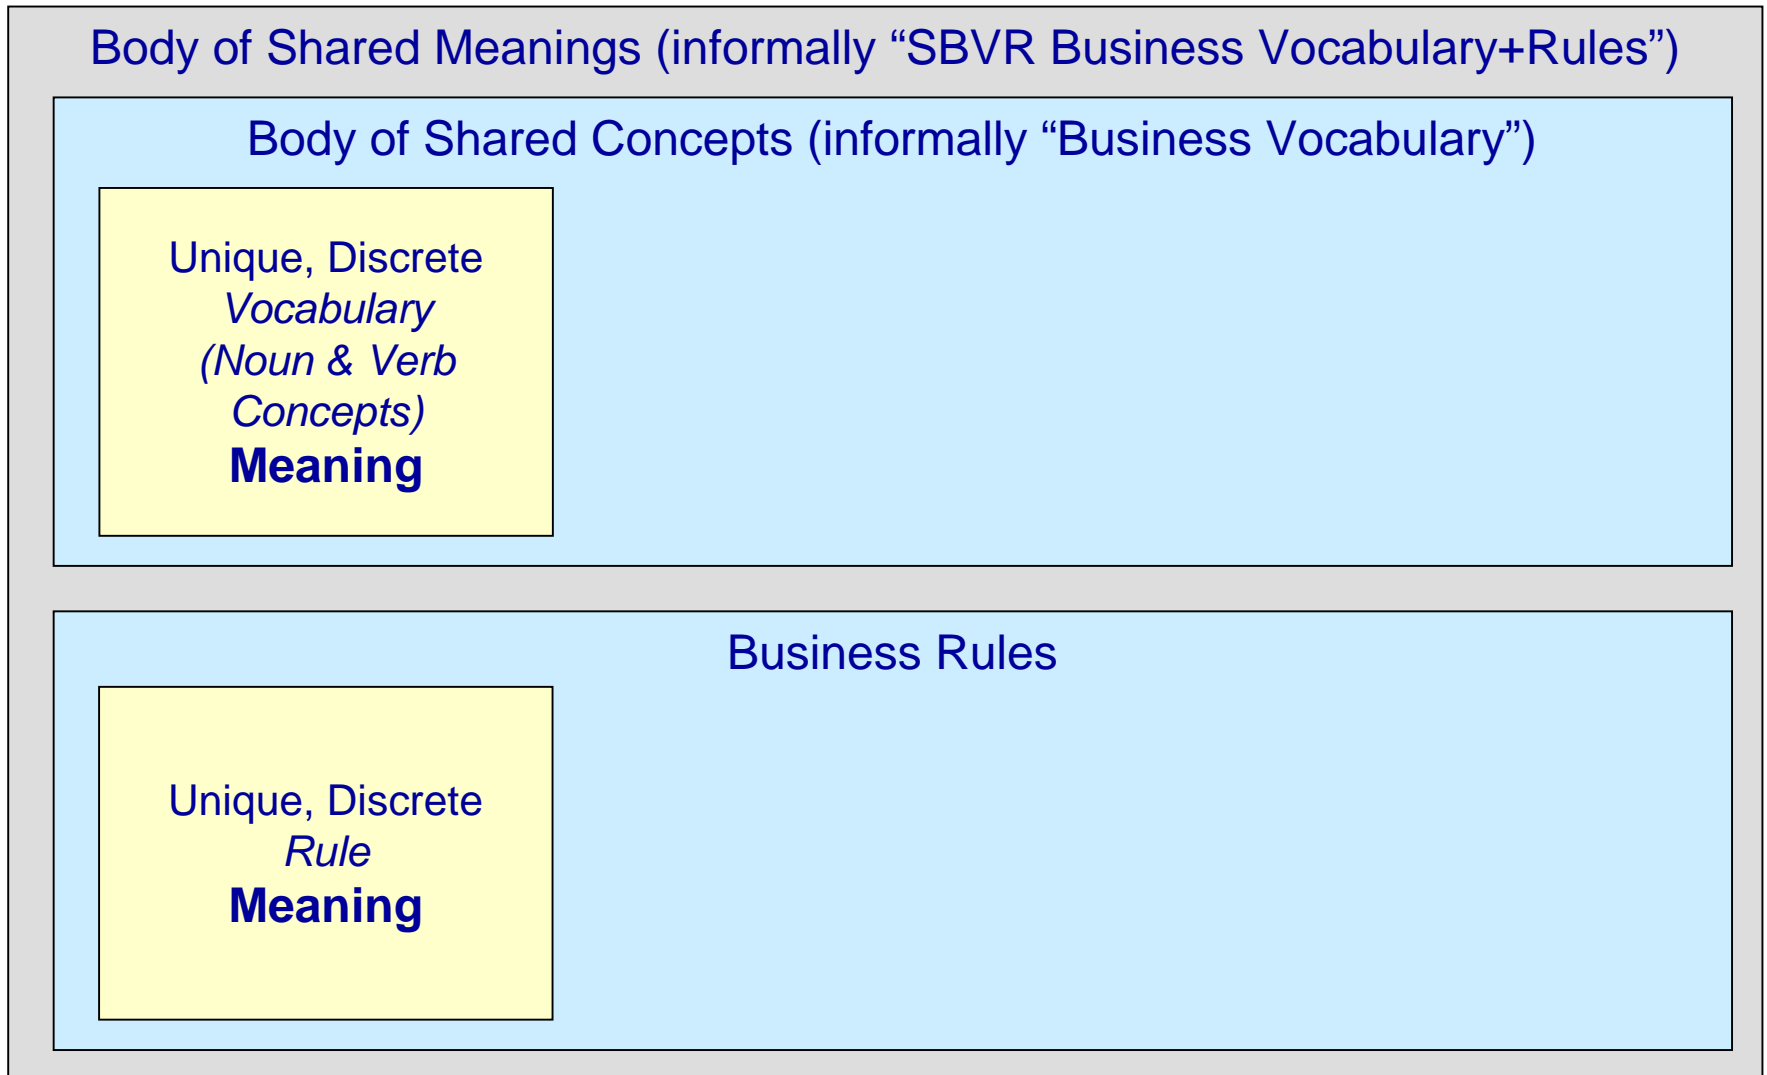 Body of Shared Meanings (informally “SBVR Business Vocabulary+Rules”)
Body of Shared Concepts (informally “Business Vocabulary”)
Unique, Discrete
Vocabulary
(Noun & Verb
Concepts)
Meaning
Business Rules
Unique, Discrete
Rule
Meaning